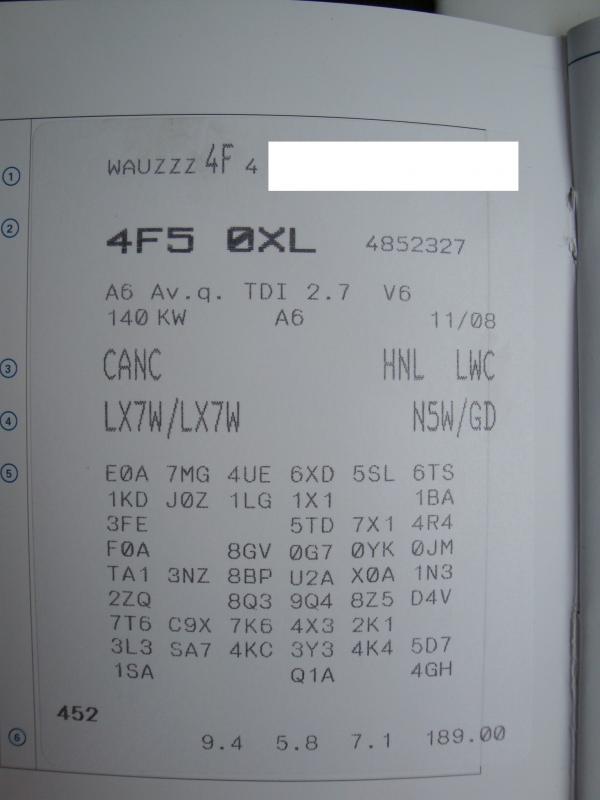 1 WAUZZZ 4F 4
2 4F5 0XL 4852327
A6 Av.q. TDI 2.7 V6
140 KW A6 11/08
3 CANC HNL LWC
4 LX7W/LX7W N5W/GD
5 E0A 7MG 4UE 6XD 5SL 6TS
1KD J0Z 1LG 1X1 1BA
3FE 5TD 7X1 4R4
F0A 8GV 0G7 0YK 0JM
TA1 3NZ 8BP U2A X0A 1N3
2ZQ 8Q3 9Q4 8Z5 D4V
7T6 C9X 7K6 4X3 2K1
3L3 SA7 4KC 3Y3 4K4 5D7
1SA Q1A 4GH
452
6 9.4 5.8 7.1 189.00